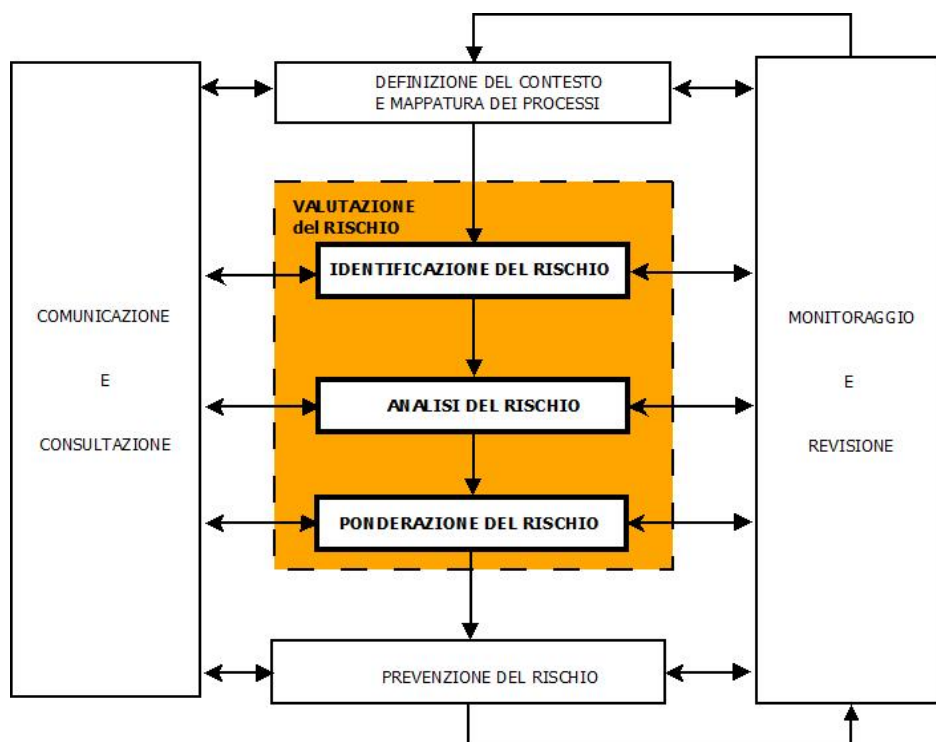 DEFINIZIONE DEL CONTESTO
E MAPPATURA DEI PROCESSI
VALUTAZIONE
del RISCHIO
IDENTIFICAZIONE DEL RISCHIO
COMUNICAZIONE
E
CONSULTAZIONE
ANALISI DEL RISCHIO
PONDERAZIONE DEL RISCHIO
MONITORAGGIO
E
REVISIONE
PREVENZIONE DEL RISCHIO